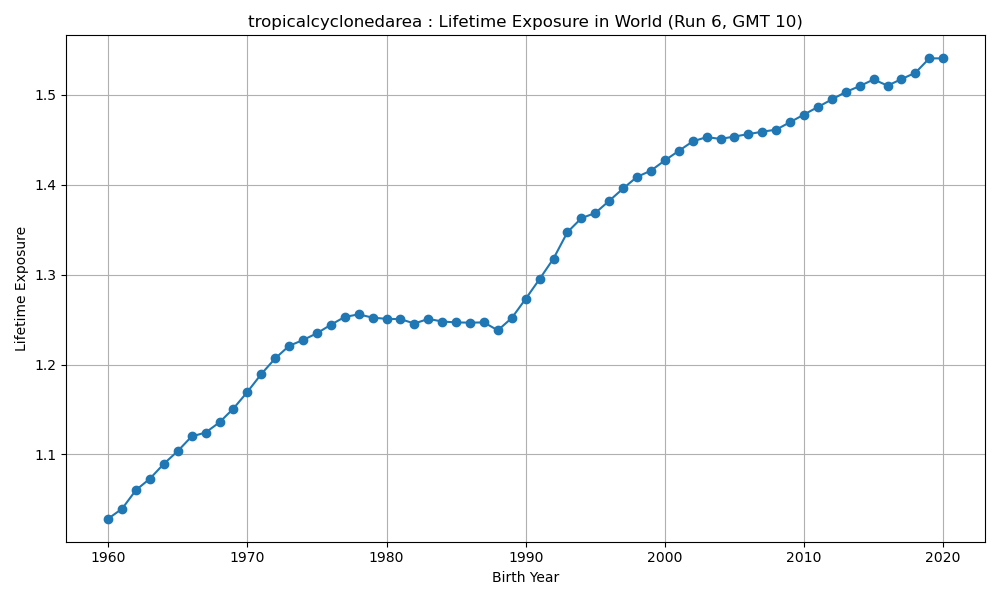 tropicalcyclonedarea : Lifetime Exposure in World (Run 6, GMT 10)
Lifetime Exposure
1.5
1.4
1.3
1.2
1.1
1960 1970 1980 1990 2000 2010 2020
Birth Year